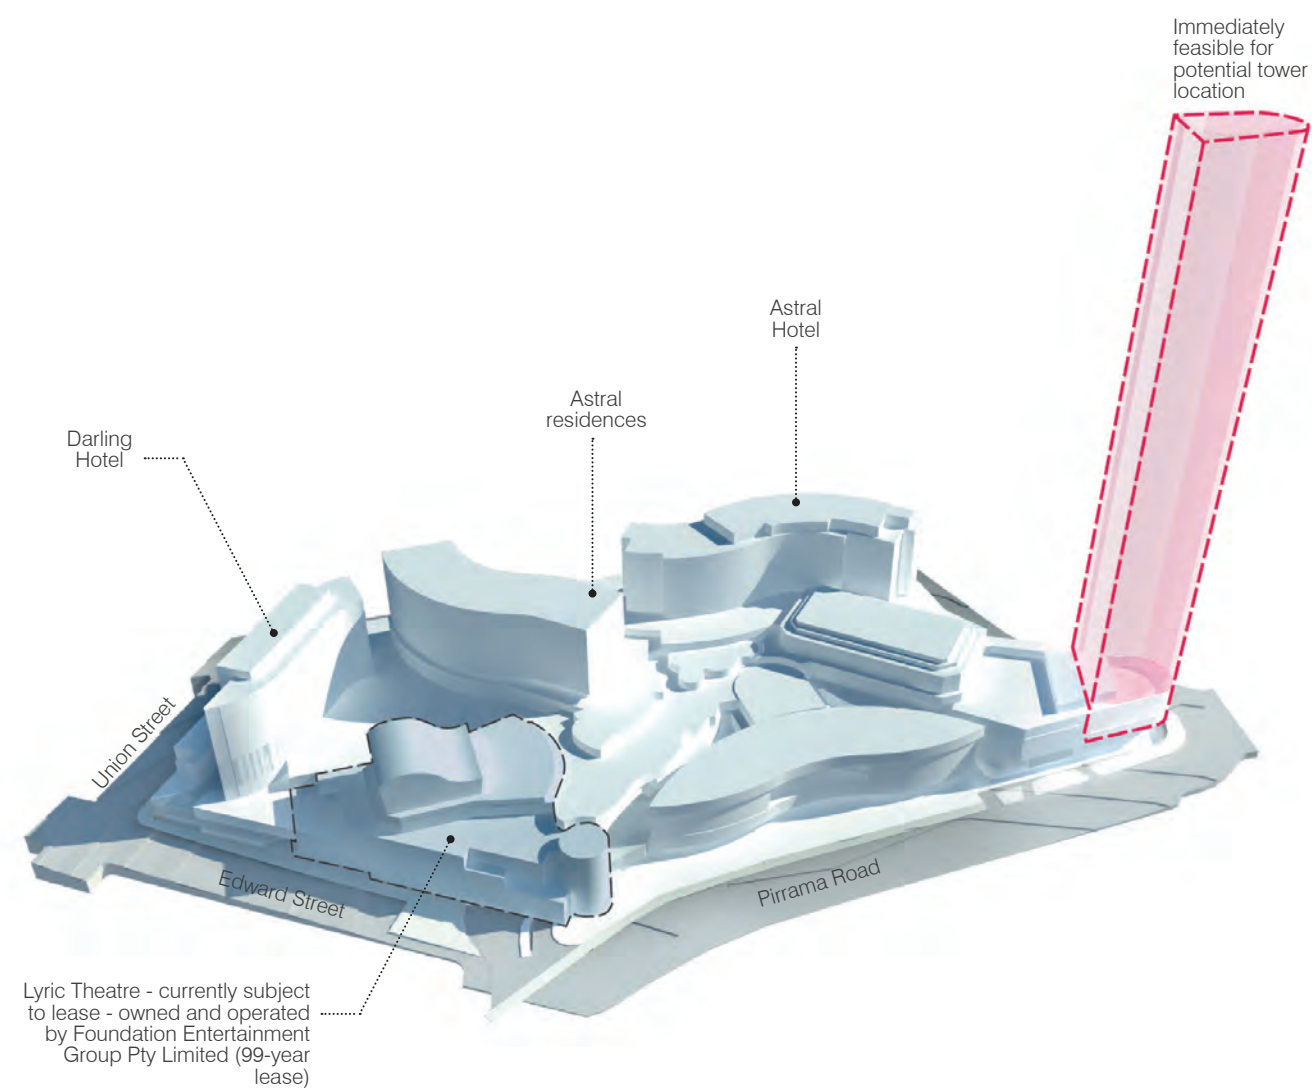 Immediately
feasible for
potential tower
location
Astral
Hotel
Astral
residences
Darling
Hotel
Union Street
Edward Street
Pirrama Road
Lyric Theatre - currently subject
to lease - owned and operated
by Foundation Entertainment
Group Pty Limited (99-year
lease)